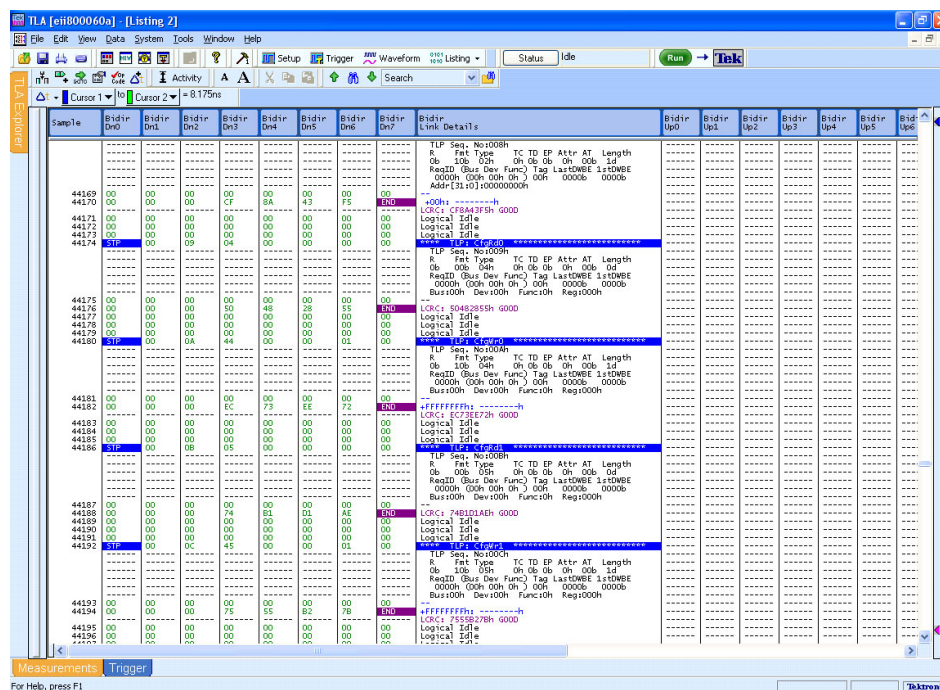 TLA [eii800060a] - [Listing 2]
File Edit View Data System Tools Window Help
Setup Trigger Waveform Listing Status Idle Run Tek
Activity A A Search
Cursor 1 to Cursor 2 = 8.175ns
TLA Explorer
Sample Bidir Dn0 Bidir Dn1 Bidir Dn2 Bidir Dn3 Bidir Dn4 Bidir Dn5 Bidir Dn6 Bidir Dn7 Bidir Link Details Bidir Up0 Bidir Up1 Bidir Up2 Bidir Up3 Bidir Up4 Bidir Up5 Bidir Up6
TLP Seq. No:008h
R Fmt Type TC TD EP Attr AT Length
0b 10b 02h 0h 0b 0b 0h 00b 1d
ReqID (Bus Dev Func) Tag LastDWBE 1stDWBE
0000h (00h 00h 0h ) 00h 0000b 0000b
Addr[31:0]:00000000h
44169 00 00 00 00 00 00 00 00 --
44170 00 00 00 CF 8A 43 F5 END +00h: --------h
LCRC: CF8A43F5h GOOD
44171 00 00 00 00 00 00 00 00 Logical Idle
44172 00 00 00 00 00 00 00 00 Logical Idle
44173 00 00 00 00 00 00 00 00 Logical Idle
44174 STP 00 09 04 00 00 00 00 **** TLP: CfgRd0 ***************************
TLP Seq. No:009h
R Fmt Type TC TD EP Attr AT Length
0b 00b 04h 0h 0b 0b 0h 00b 0d
ReqID (Bus Dev Func) Tag LastDWBE 1stDWBE
0000h (00h 00h 0h ) 00h 0000b 0000b
Bus:00h Dev:00h Func:0h Reg:000h
44175 00 00 00 00 00 00 00 00 --
44176 00 00 00 50 48 28 55 END LCRC: 50482855h GOOD
44177 00 00 00 00 00 00 00 00 Logical Idle
44178 00 00 00 00 00 00 00 00 Logical Idle
44179 00 00 00 00 00 00 00 00 Logical Idle
44180 STP 00 0A 44 00 00 01 00 **** TLP: CfgWr0 ****************************
TLP Seq. No:00Ah
R Fmt Type TC TD EP Attr AT Length
0b 10b 04h 0h 0b 0b 0h 00b 1d
ReqID (Bus Dev Func) Tag LastDWBE 1stDWBE
0000h (00h 00h 0h ) 00h 0000b 0000b
Bus:00h Dev:00h Func:0h Reg:000h
44181 00 00 00 00 00 00 00 00 --
44182 00 00 00 EC 73 EE 72 END +FFFFFFFFh: --------h
LCRC: EC73EE72h GOOD
44183 00 00 00 00 00 00 00 00 Logical Idle
44184 00 00 00 00 00 00 00 00 Logical Idle
44185 00 00 00 00 00 00 00 00 Logical Idle
44186 STP 00 0B 05 00 00 00 00 **** TLP: CfgRd1 ****************************
TLP Seq. No:00Bh
R Fmt Type TC TD EP Attr AT Length
0b 00b 05h 0h 0b 0b 0h 00b 0d
ReqID (Bus Dev Func) Tag LastDWBE 1stDWBE
0000h (00h 00h 0h ) 00h 0000b 0000b
Bus:00h Dev:00h Func:0h Reg:000h
44187 00 00 00 00 00 00 00 00 --
44188 00 00 00 74 B1 D1 AE END LCRC: 74B1D1AEh GOOD
44189 00 00 00 00 00 00 00 00 Logical Idle
44190 00 00 00 00 00 00 00 00 Logical Idle
44191 00 00 00 00 00 00 00 00 Logical Idle
44192 STP 00 0C 45 00 00 01 00 **** TLP: CfgWr1 ****************************
TLP Seq. No:00Ch
R Fmt Type TC TD EP Attr AT Length
0b 10b 05h 0h 0b 0b 0h 00b 1d
ReqID (Bus Dev Func) Tag LastDWBE 1stDWBE
0000h (00h 00h 0h ) 00h 0000b 0000b
Bus:00h Dev:00h Func:0h Reg:000h
44193 00 00 00 00 00 00 00 00 --
44194 00 00 00 75 55 B2 7B END +FFFFFFFFh: --------h
LCRC: 7555B27Bh GOOD
44195 00 00 00 00 00 00 00 00 Logical Idle
44196 00 00 00 00 00 00 00 00 Logical Idle
Measurements Trigger
For Help, press F1